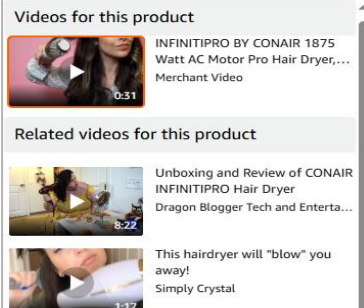 Videos for this product
INFINITIPRO BY CONAIR 1875
Watt AC Motor Pro Hair Dryer,...
Merchant Video
0:31
Related videos for this product
Unboxing and Review of CONAIR
INFINITIPRO Hair Dryer
Dragon Blogger Tech and Enterta...
8:22
This hairdryer will "blow" you
away!
Simply Crystal
1:17